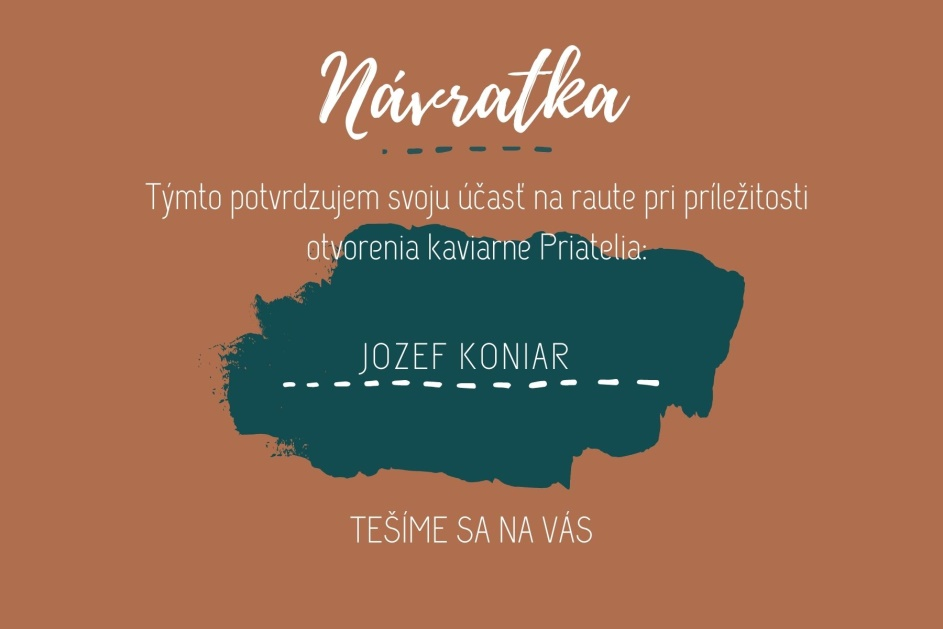 Návratka
Týmto potvrdzujem svoju účasť na raute pri príležitosti
otvorenia kaviarne Priatelia:
JOZEF KONIAR
TEŠÍME SA NA VÁS